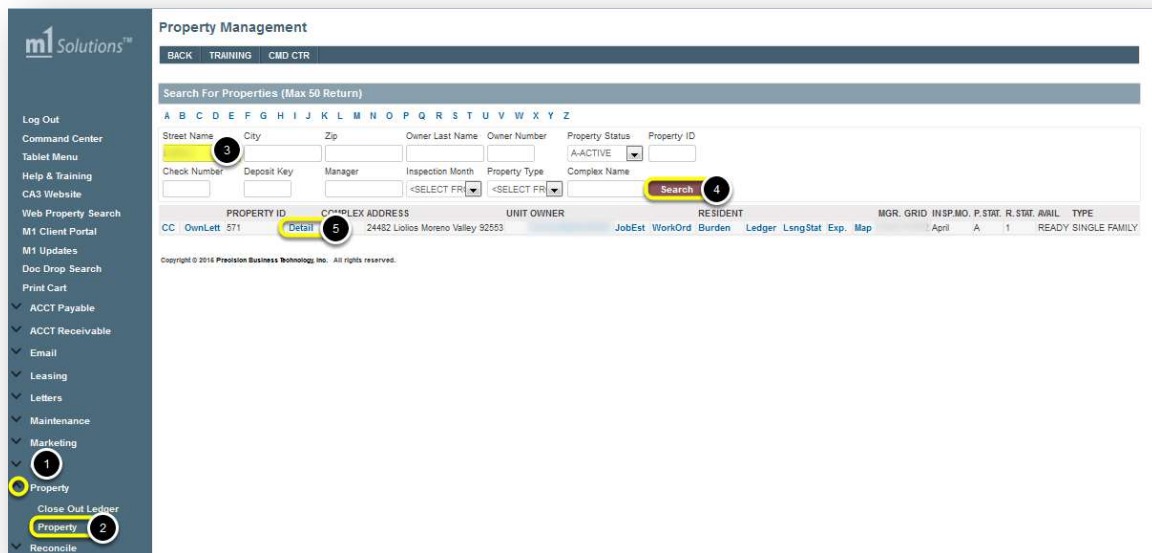 m1 Solutions™
Log Out
Command Center
Tablet Menu
Help & Training
CA3 Website
Web Property Search
M1 Client Portal
M1 Updates
Doc Drop Search
Print Cart
ACCT Payable
ACCT Receivable
Email
Leasing
Letters
Maintenance
Marketing
1
Property
Close Out Ledger
Property 2
Reconcile
Property Management
BACK TRAINING CMD CTR
Search For Properties (Max 50 Return)
A B C D E F G H I J K L M N O P Q R S T U V W X Y Z
Street Name City Zip Owner Last Name Owner Number Property Status Property ID
3 A-ACTIVE
Check Number Deposit Key Manager Inspection Month Property Type Complex Name
<SELECT FR <SELECT FR Search 4
PROPERTY ID COMPLEX ADDRESS UNIT OWNER RESIDENT MGR. GRID INSP.MO. P.STAT. R.STAT. AVAIL TYPE
CC OwnLett 571 Detail 5 24482 Liolios Moreno Valley 92553 JobEst WorkOrd Burden Ledger LsngStat Exp. Map April A 1 READY SINGLE FAMILY
Copyright © 2016 Precision Business Technology, Inc. All rights reserved.